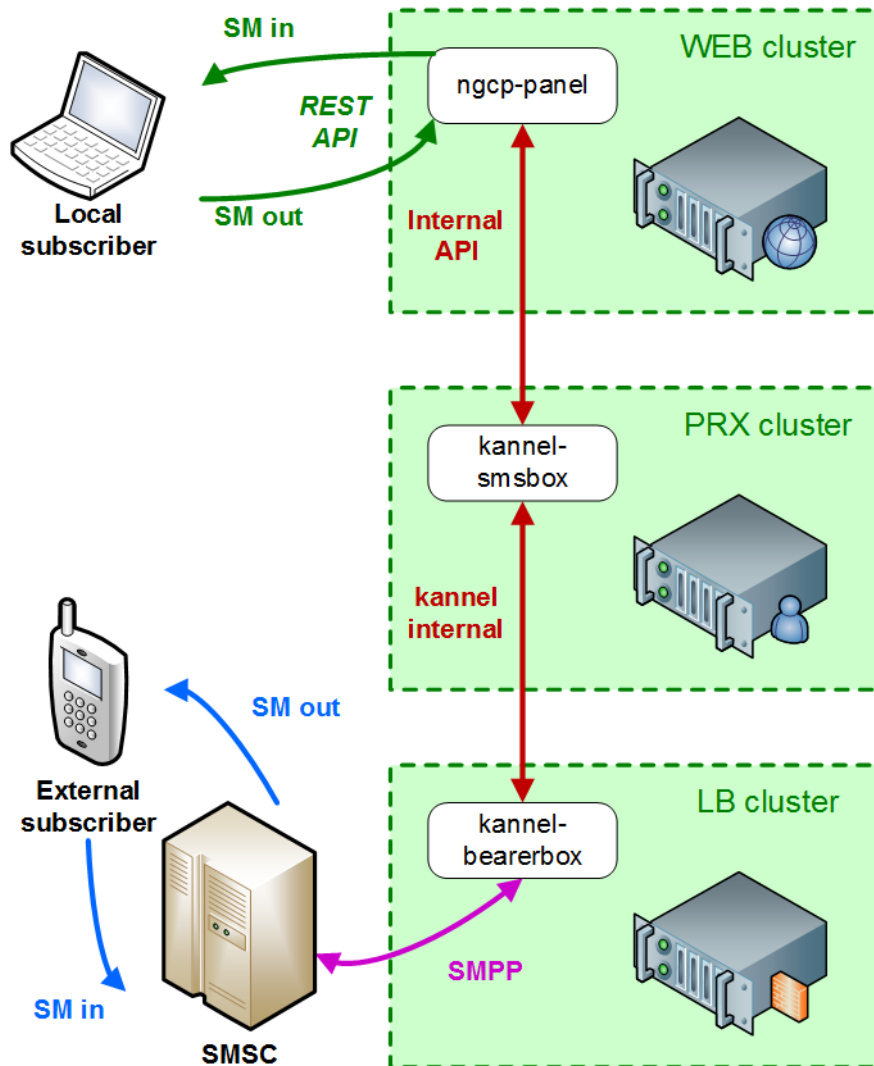 SM in
WEB cluster
ngcp-panel
REST
API
Local
subscriber
SM out
Internal
API
PRX cluster
kannel-
smsbox
kannel
internal
SM out
External
subscriber
LB cluster
kannel-
bearerbox
SMPP
SM in
SMSC